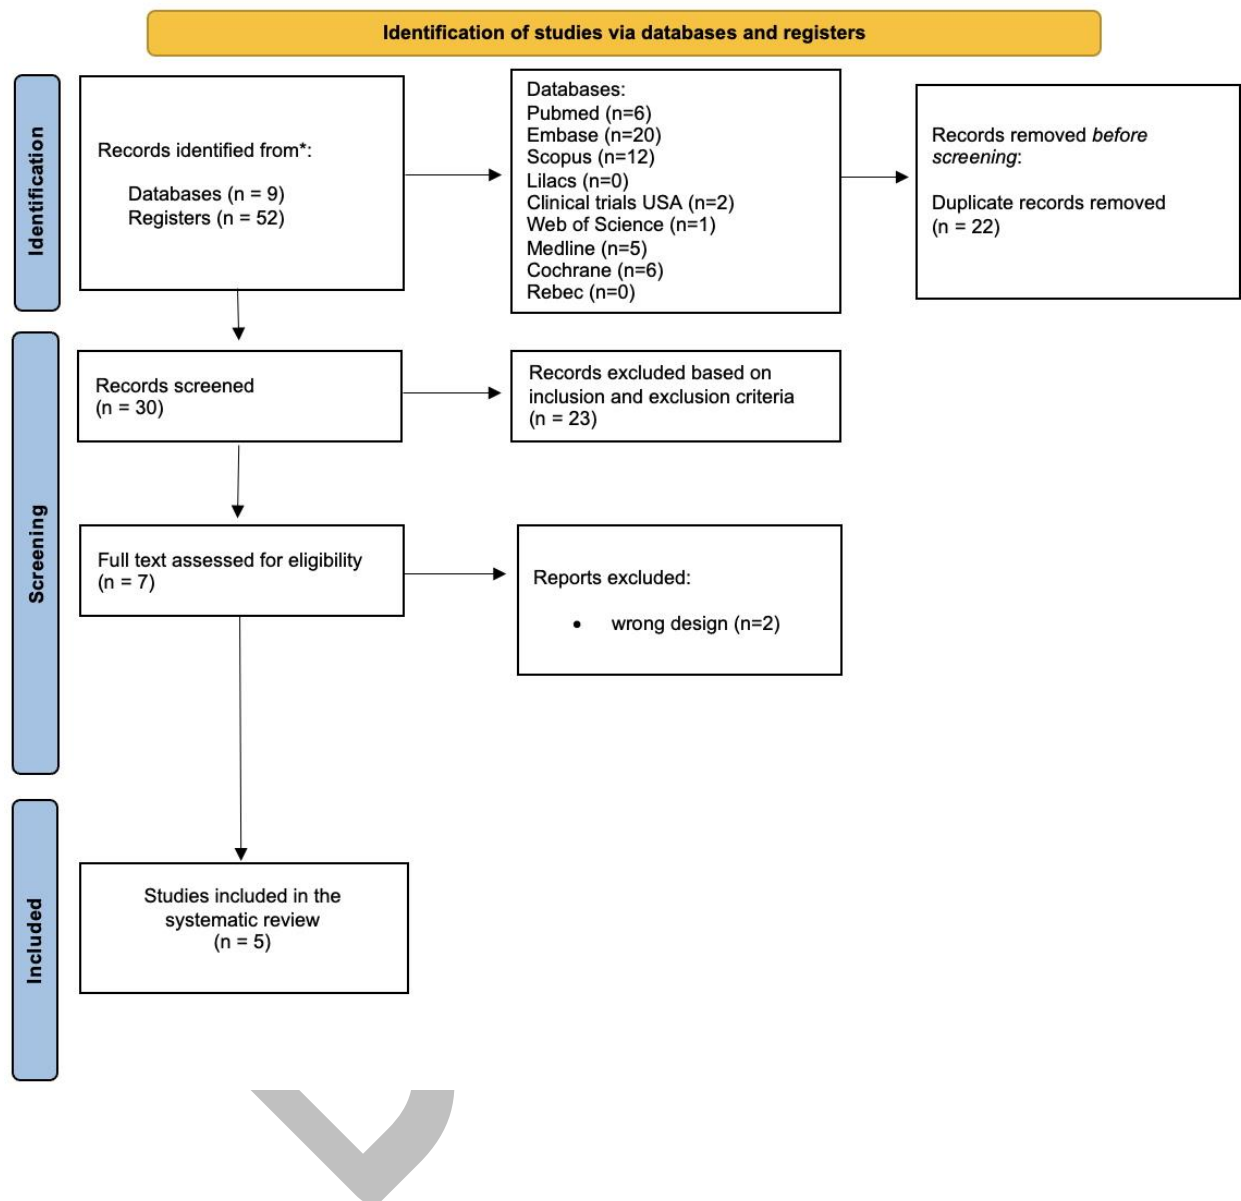 Identification of studies via databases and registers
Identification
Records identified from*:
Databases (n = 9)
Registers (n = 52)
Databases:
Pubmed (n=6)
Embase (n=20)
Scopus (n=12)
Lilacs (n=0)
Clinical trials USA (n=2)
Web of Science (n=1)
Medline (n=5)
Cochrane (n=6)
Rebec (n=0)
Records removed before
screening:
Duplicate records removed
(n = 22)
Screening
Records screened
(n = 30)
Records excluded based on
inclusion and exclusion criteria
(n = 23)
Full text assessed for eligibility
(n = 7)
Reports excluded:
• wrong design (n=2)
Included
Studies included in the
systematic review
(n = 5)